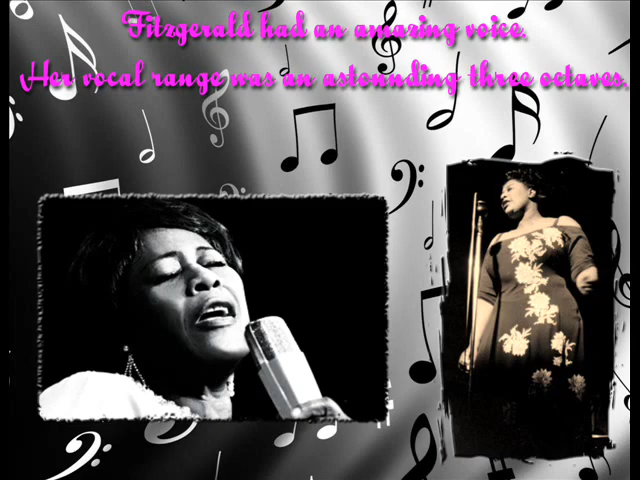 Fitzgerald had an amazing voice.
Her vocal range was an astounding three octaves.